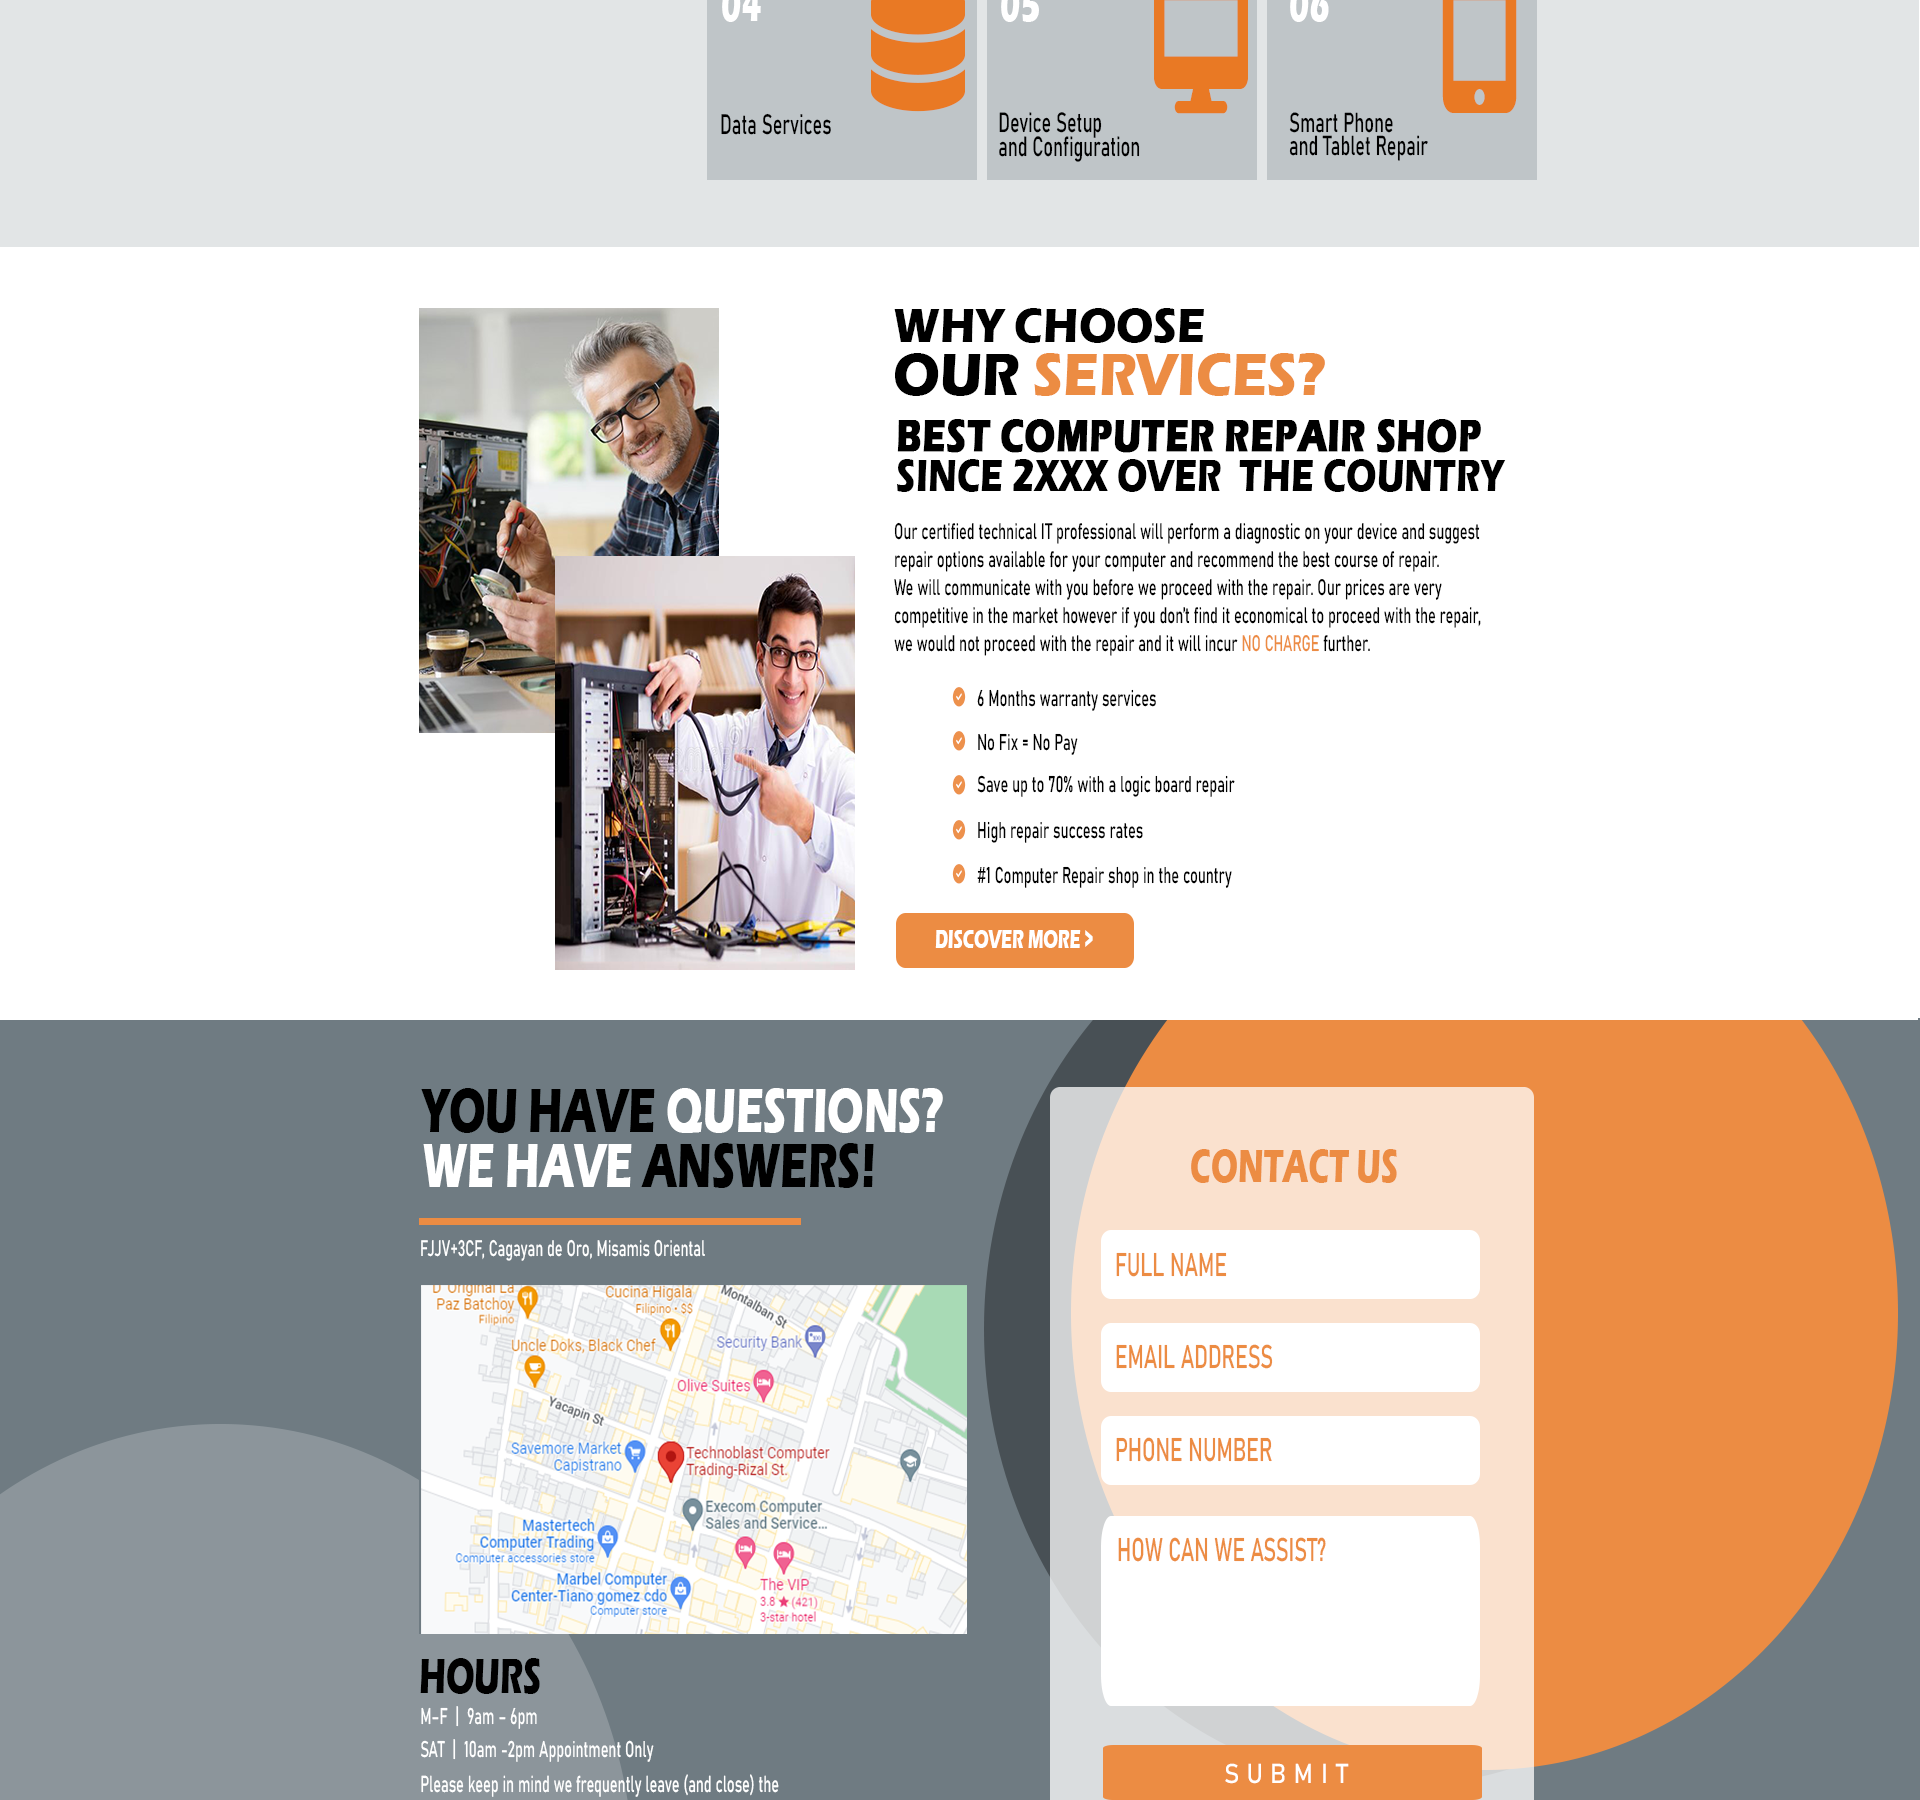 04
05
06
Data Services
Device Setup
and Configuration
Smart Phone
and Tablet Repair
WHY CHOOSE
OUR SERVICES?
BEST COMPUTER REPAIR SHOP
SINCE 2XXX OVER THE COUNTRY
Our certified technical IT professional will perform a diagnostic on your device and suggest
repair options available for your computer and recommend the best course of repair.
We will communicate with you before we proceed with the repair. Our prices are very
competitive in the market however if you don't find it economical to proceed with the repair,
we would not proceed with the repair and it will incur NO CHARGE further.
6 Months warranty services
No Fix = No Pay
Save up to 70% with a logic board repair
High repair success rates
#1 Computer Repair shop in the country
DISCOVER MORE >
YOU HAVE QUESTIONS?
WE HAVE ANSWERS!
FJJV+3CF, Cagayan de Oro, Misamis Oriental
D' Original La
Paz Batchoy
Filipino
Cucina Higala
Filipino · $$
Montalban St
Uncle Doks, Black Chef
Security Bank
Olive Suites
Yacapin St
Savemore Market
Capistrano
Technoblast Computer
Trading-Rizal St.
Execom Computer
Sales and Service...
Mastertech
Computer Trading
Computer accessories store
Marbel Computer
Center-Tiano gomez cdo
Computer store
The VIP
3.8 ★ (421)
3-star hotel
HOURS
M-F | 9am - 6pm
SAT | 10am -2pm Appointment Only
Please keep in mind we frequently leave (and close) the
CONTACT US
FULL NAME
EMAIL ADDRESS
PHONE NUMBER
HOW CAN WE ASSIST?
SUBMIT